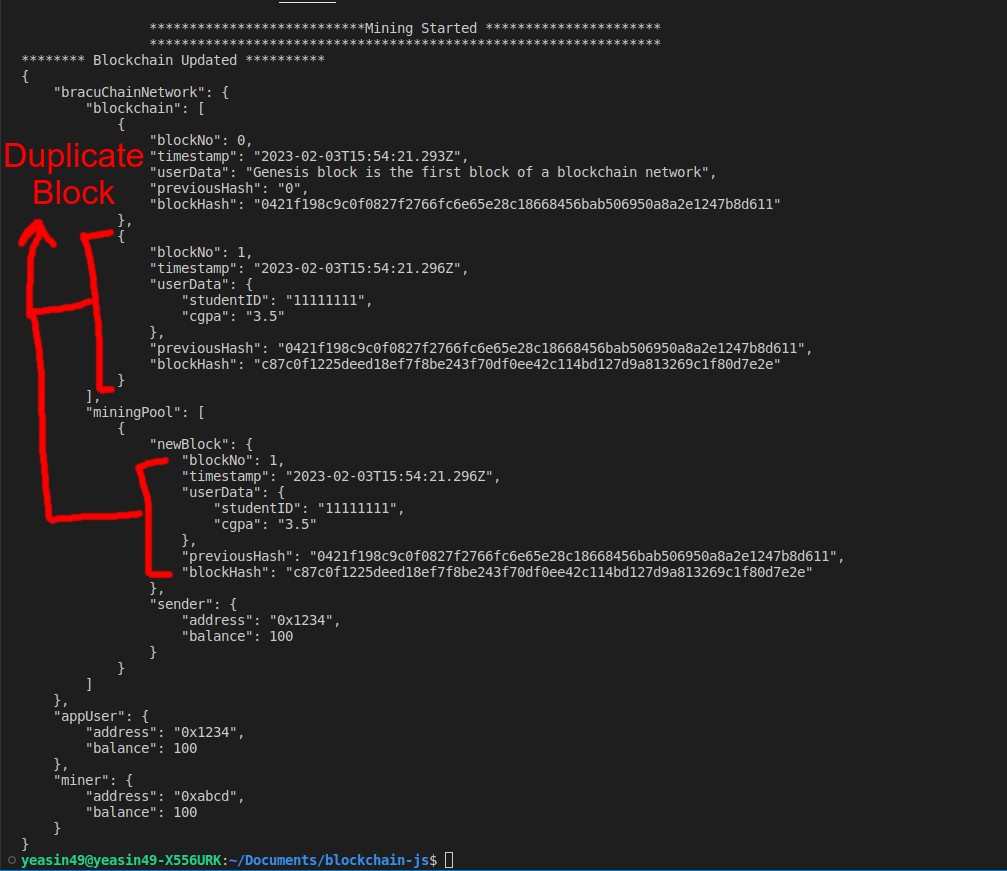 **************************Mining Started **********************
****************************************************************
******** Blockchain Updated **********
{
    "bracuChainNetwork": {
        "blockchain": [
            {
                "blockNo": 0,
                "timestamp": "2023-02-03T15:54:21.293Z",
                "userData": "Genesis block is the first block of a blockchain network",
                "previousHash": "0",
                "blockHash": "0421f198c9c0f0827f2766fc6e65e28c18668456bab506950a8a2e1247b8d611"
            },
Duplicate
Block
            {
                "blockNo": 1,
                "timestamp": "2023-02-03T15:54:21.296Z",
                "userData": {
                    "studentID": "11111111",
                    "cgpa": "3.5"
                },
                "previousHash": "0421f198c9c0f0827f2766fc6e65e28c18668456bab506950a8a2e1247b8d611",
                "blockHash": "c87c0f1225deed18ef7f8be243f70df0ee42c114bd127d9a813269c1f80d7e2e"
            }
        ],
        "miningPool": [
            {
                "newBlock": {
                    "blockNo": 1,
                    "timestamp": "2023-02-03T15:54:21.296Z",
                    "userData": {
                        "studentID": "11111111",
                        "cgpa": "3.5"
                    },
                    "previousHash": "0421f198c9c0f0827f2766fc6e65e28c18668456bab506950a8a2e1247b8d611",
                    "blockHash": "c87c0f1225deed18ef7f8be243f70df0ee42c114bd127d9a813269c1f80d7e2e"
                },
                "sender": {
                    "address": "0x1234",
                    "balance": 100
                }
            }
        ]
    },
    "appUser": {
        "address": "0x1234",
        "balance": 100
    },
    "miner": {
        "address": "0xabcd",
        "balance": 100
    }
}
yeasin49@yeasin49-X556URK:~/Documents/blockchain-js$